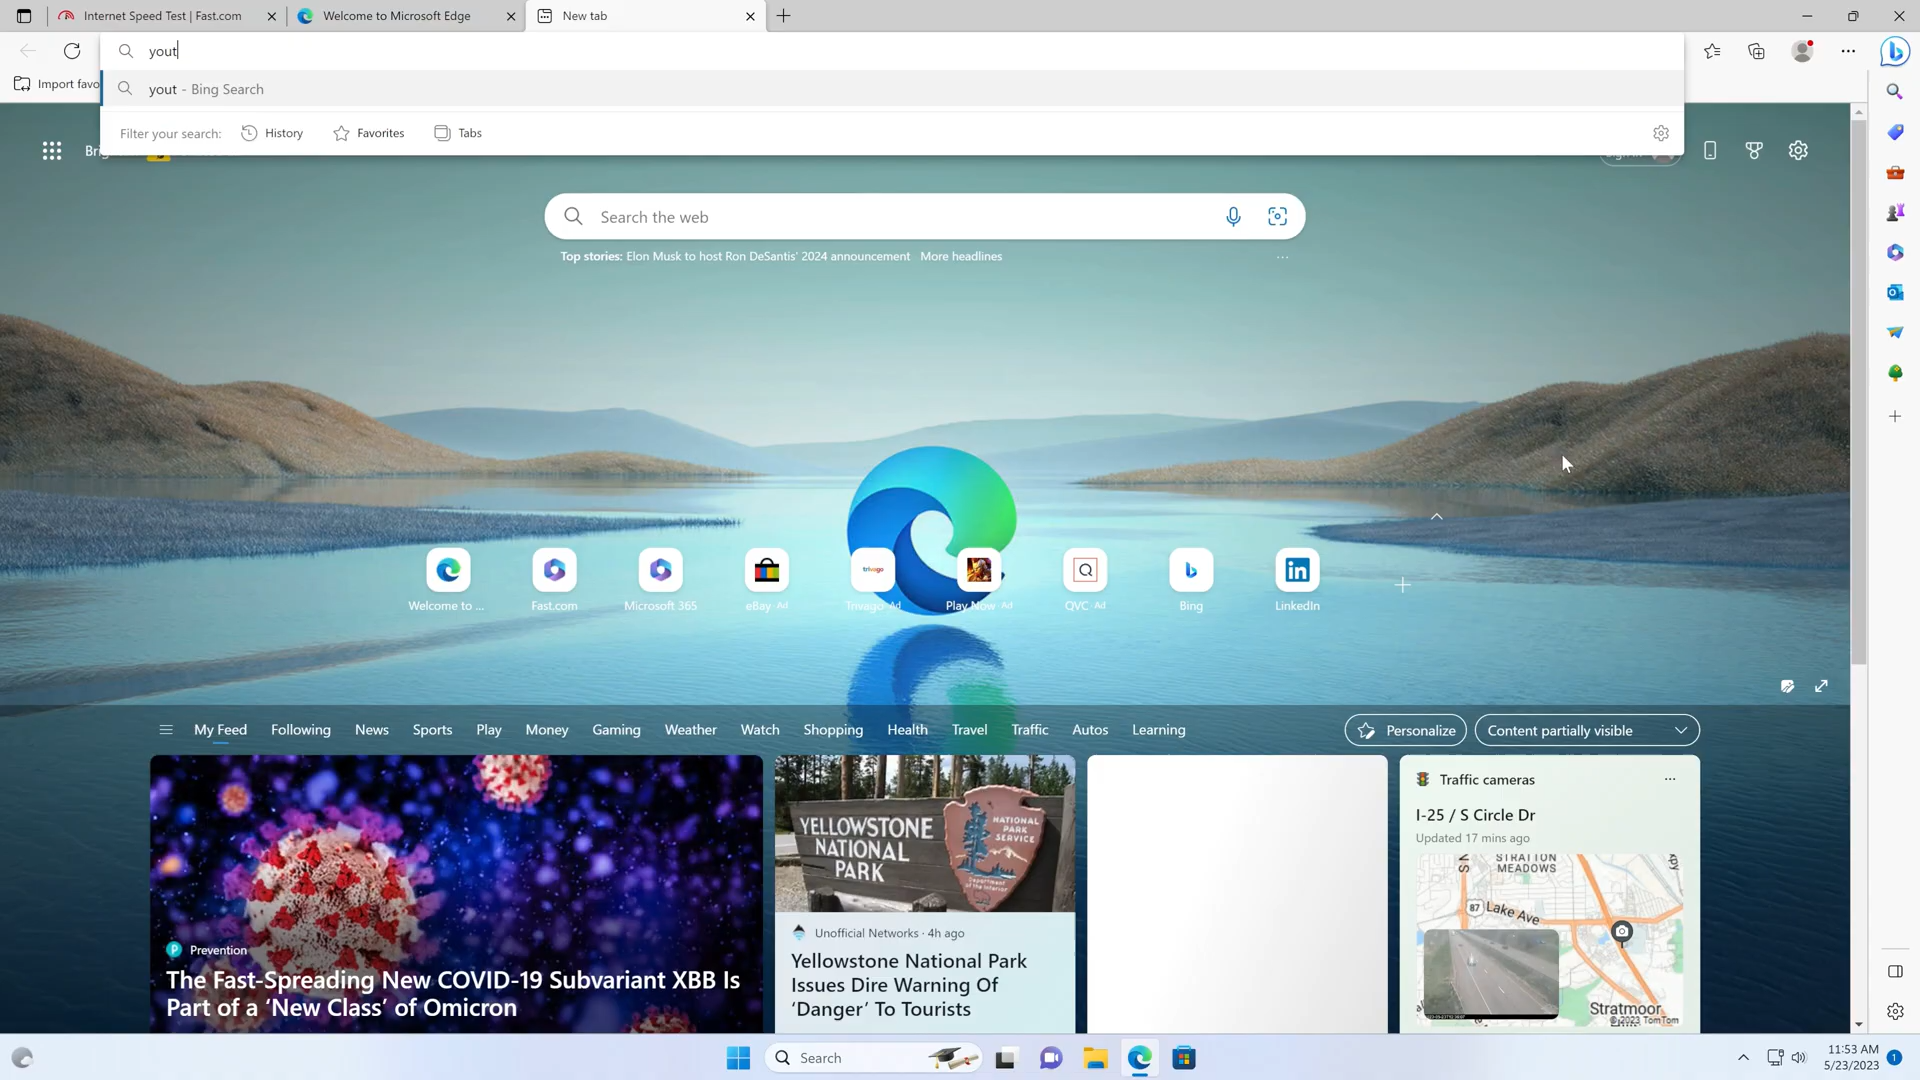 Internet Speed Test | Fast.com
Welcome to Microsoft Edge
New tab
yout
Import favo
yout - Bing Search
Filter your search:
History
Favorites
Tabs
Search the web
Top stories: Elon Musk to host Ron DeSantis' 2024 announcement More headlines
Welcome to ...
Fast.com
Microsoft 365
eBay Ad
Trivago Ad
Play Now Ad
QVC Ad
Bing
LinkedIn
trivago
My Feed
Following
News
Sports
Play
Money
Gaming
Weather
Watch
Shopping
Health
Travel
Traffic
Autos
Learning
Personalize
Content partially visible
Prevention
The Fast-Spreading New COVID-19 Subvariant XBB Is
Part of a ‘New Class’ of Omicron
YELLOWSTONE
NATIONAL
PARK
NATIONAL
PARK
SERVICE
Unofficial Networks · 4h ago
Yellowstone National Park
Issues Dire Warning Of
‘Danger’ To Tourists
Traffic cameras
I-25 / S Circle Dr
Updated 17 mins ago
STRATTON
MEADOWS
87
Lake Ave
Stratmoor
© 2023 TomTom
Search
11:53 AM
5/23/2023
1